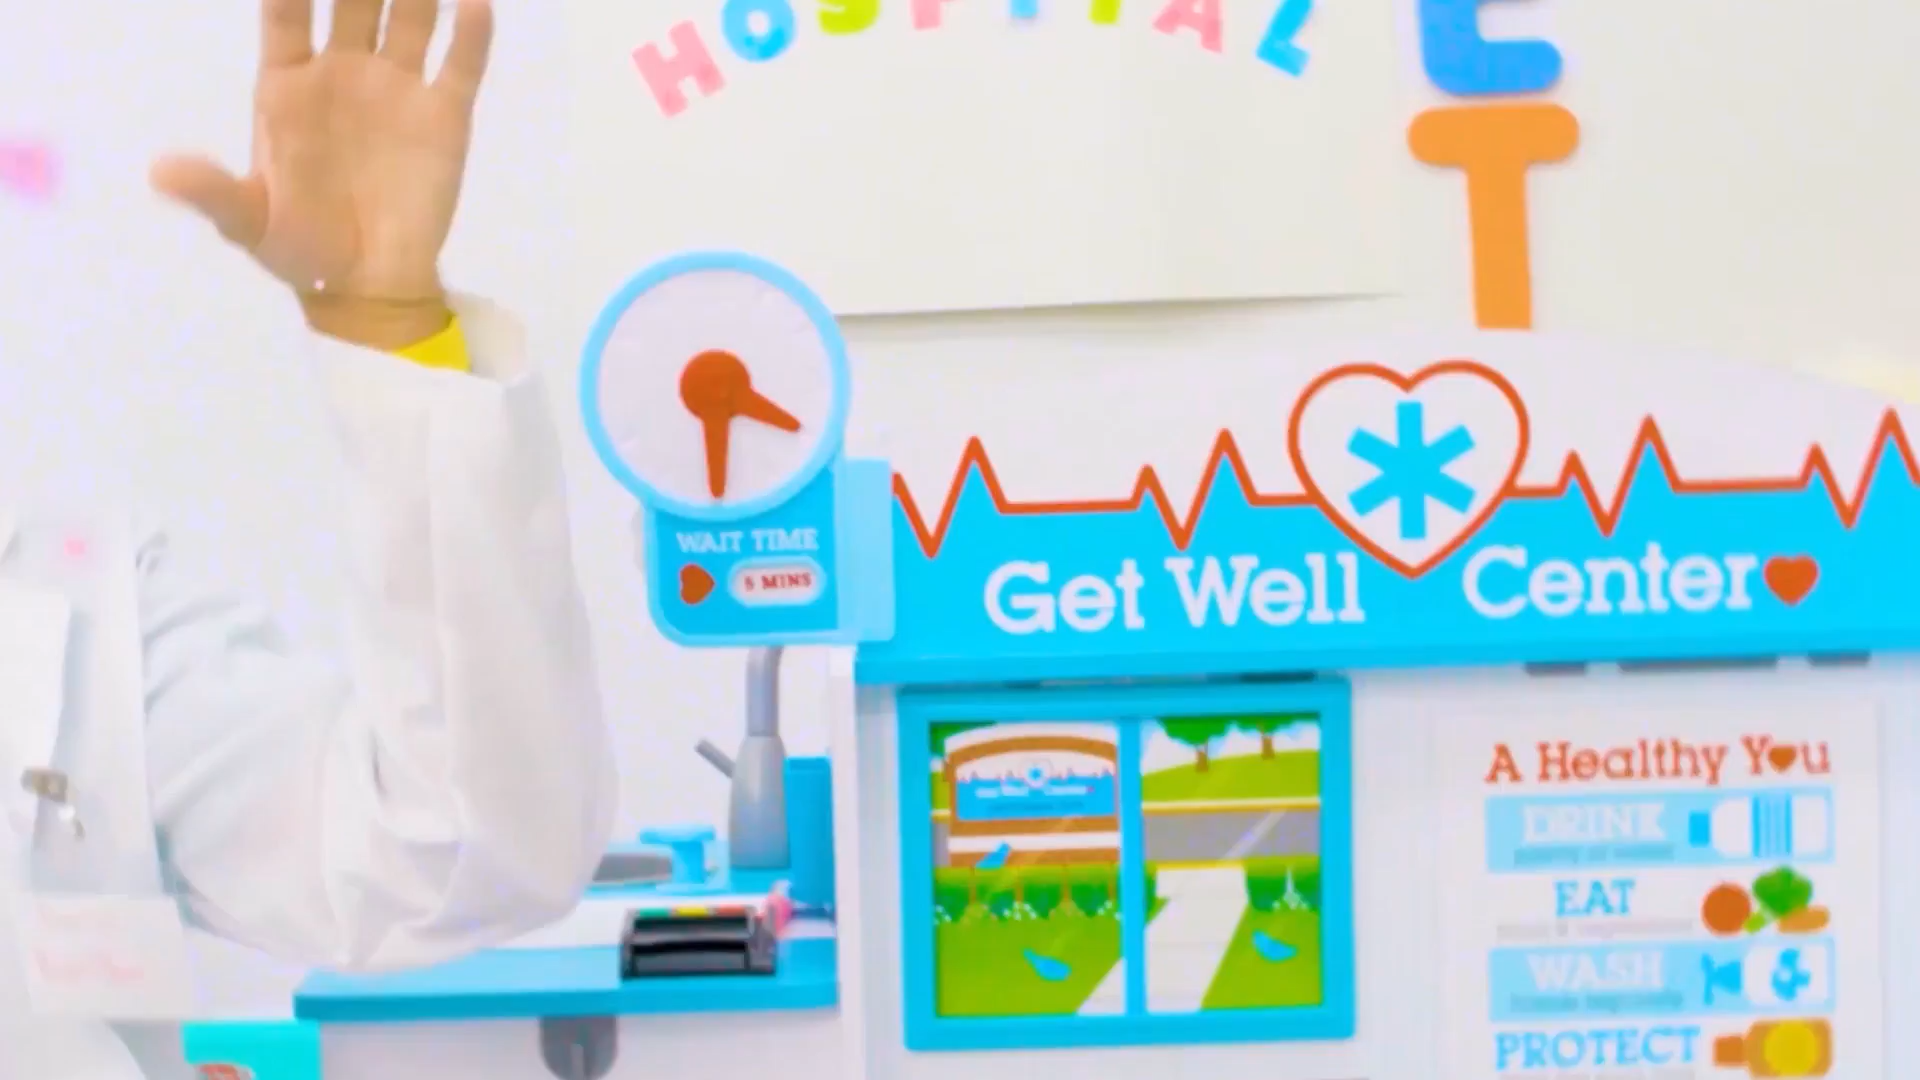 HOSPITAL
E
T
WAIT TIME
5 MINS
Get Well Center
A Healthy You
DRINK
EAT
WASH
PROTECT